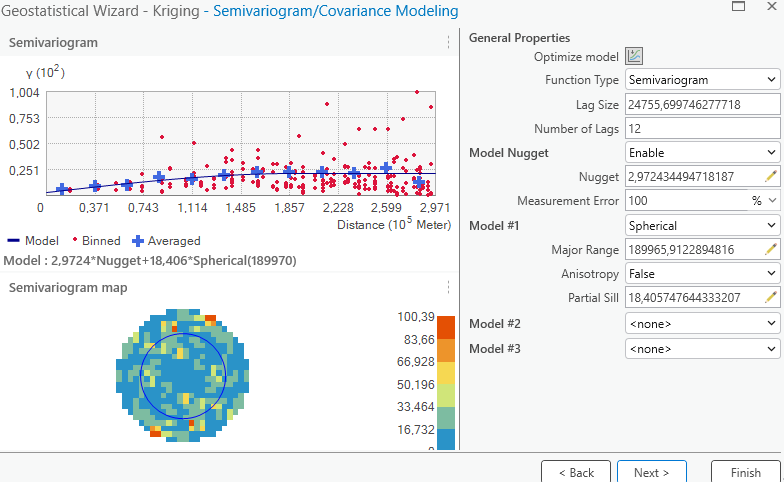 Geostatistical Wizard - Kriging - Semivariogram/Covariance Modeling
Semivariogram
γ (10²)
1,004
0,753
0,502
0,251
0 0,371 0,743 1,114 1,485 1,857 2,228 2,599 2,971
Distance (10⁵ Meter)
Model Binned Averaged
Model : 2,9724*Nugget+18,406*Spherical(189970)
Semivariogram map
100,39
83,66
66,928
50,196
33,464
16,732
General Properties
Optimize model
Function Type Semivariogram
Lag Size 24755,699746277718
Number of Lags 12
Model Nugget Enable
Nugget 2,972434494718187
Measurement Error 100 %
Model #1 Spherical
Major Range 189965,9122894816
Anisotropy False
Partial Sill 18,405747644333207
Model #2 <none>
Model #3 <none>
< Back Next > Finish